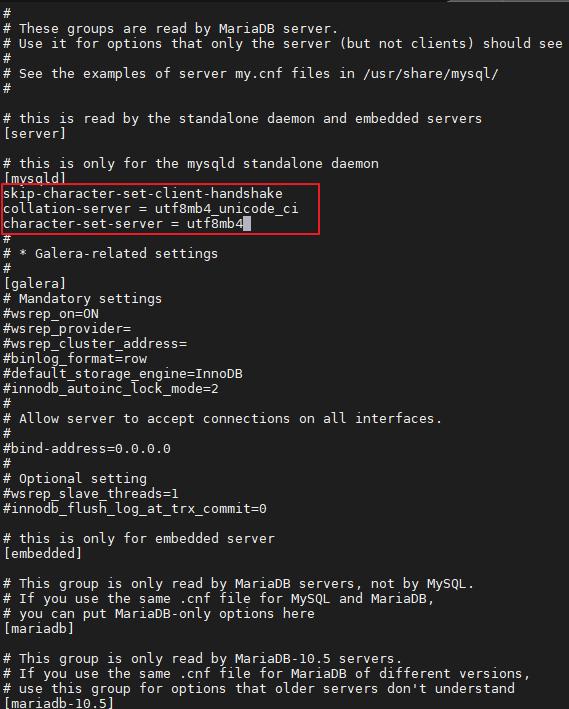 #
# These groups are read by MariaDB server.
# Use it for options that only the server (but not clients) should see
#
# See the examples of server my.cnf files in /usr/share/mysql/
#
# this is read by the standalone daemon and embedded servers
[server]
# this is only for the mysqld standalone daemon
[mysqld]
skip-character-set-client-handshake
collation-server = utf8mb4_unicode_ci
character-set-server = utf8mb4
#
# * Galera-related settings
#
[galera]
# Mandatory settings
#wsrep_on=ON
#wsrep_provider=
#wsrep_cluster_address=
#binlog_format=row
#default_storage_engine=InnoDB
#innodb_autoinc_lock_mode=2
#
# Allow server to accept connections on all interfaces.
#
#bind-address=0.0.0.0
#
# Optional setting
#wsrep_slave_threads=1
#innodb_flush_log_at_trx_commit=0
# this is only for embedded server
[embedded]
# This group is only read by MariaDB servers, not by MySQL.
# If you use the same .cnf file for MySQL and MariaDB,
# you can put MariaDB-only options here
[mariadb]
# This group is only read by MariaDB-10.5 servers.
# If you use the same .cnf file for MariaDB of different versions,
# use this group for options that older servers don't understand
[mariadb-10.5]